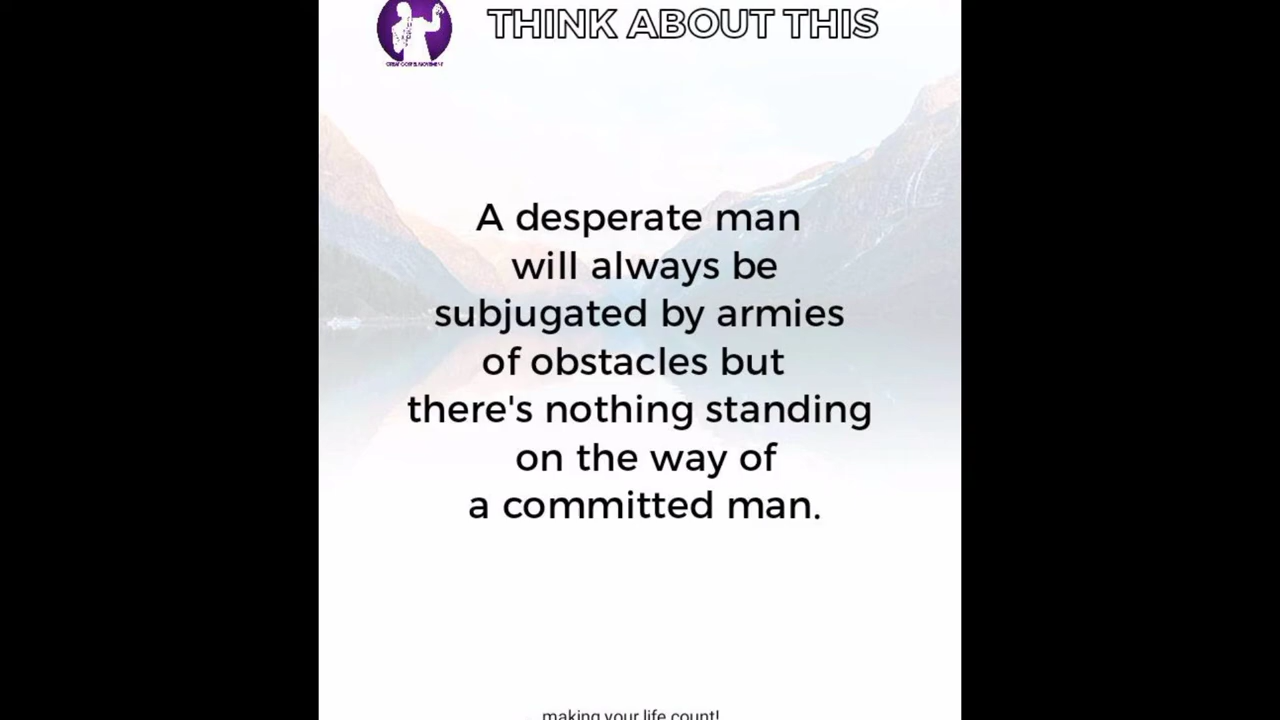 THINK ABOUT THIS
A desperate man
will always be
subjugated by armies
of obstacles but
there's nothing standing
on the way of
a committed man.
making your life count!